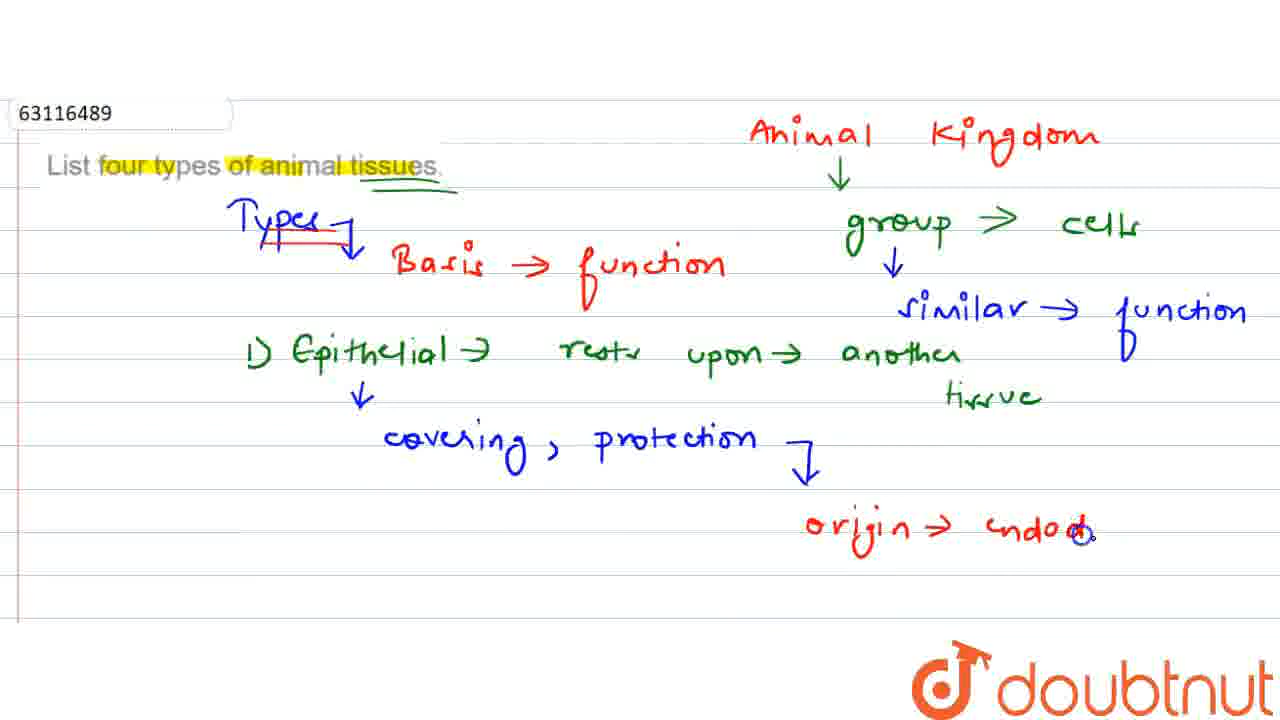 63116489
List four types of animal tissues.
Animal Kingdom
↓
group → cells
↓
similar → function
Types
↓
Basis → function
1) Epithelial → rests upon → another
tissue
↓
covering, protection
↓
origin → endod
doubtnut